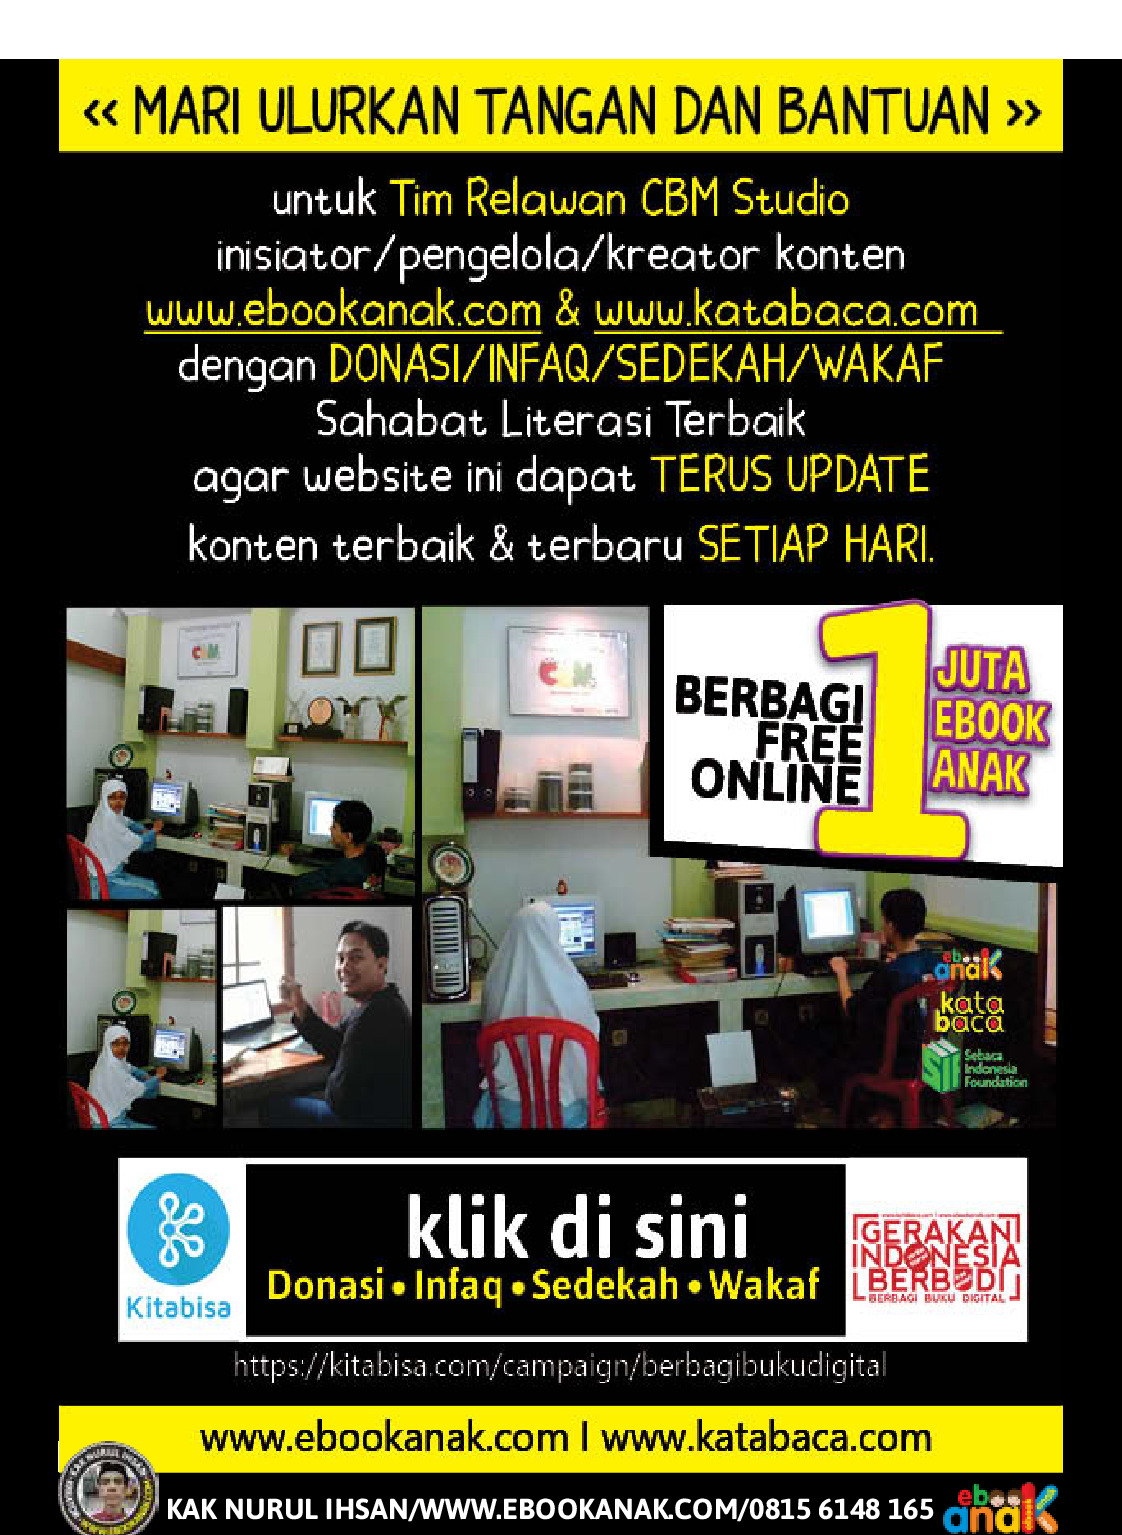 << MARI ULURKAN TANGAN DAN BANTUAN >>
untuk Tim Relawan CBM Studio
inisiator/pengelola/kreator konten
www.ebookanak.com & www.katabaca.com
dengan DONASI/INFAQ/SEDEKAH/WAKAF
Sahabat Literasi Terbaik
agar website ini dapat TERUS UPDATE
konten terbaik & terbaru SETIAP HARI.
BERBAGI
FREE
ONLINE
1
JUTA
EBOOK
ANAK
CBM
CBM
ebook
anak
kata
baca
Sebaca
Indonesia
Foundation
klik di sini
Donasi • Infaq • Sedekah • Wakaf
Kitabisa
GERAKAN
INDONESIA
BERBUDI
BERBAGI BUKU DIGITAL
https://kitabisa.com/campaign/berbagibukudigital
www.ebookanak.com I www.katabaca.com
KAK NURUL IHSAN/WWW.EBOOKANAK.COM/0815 6148 165
ebook
anak